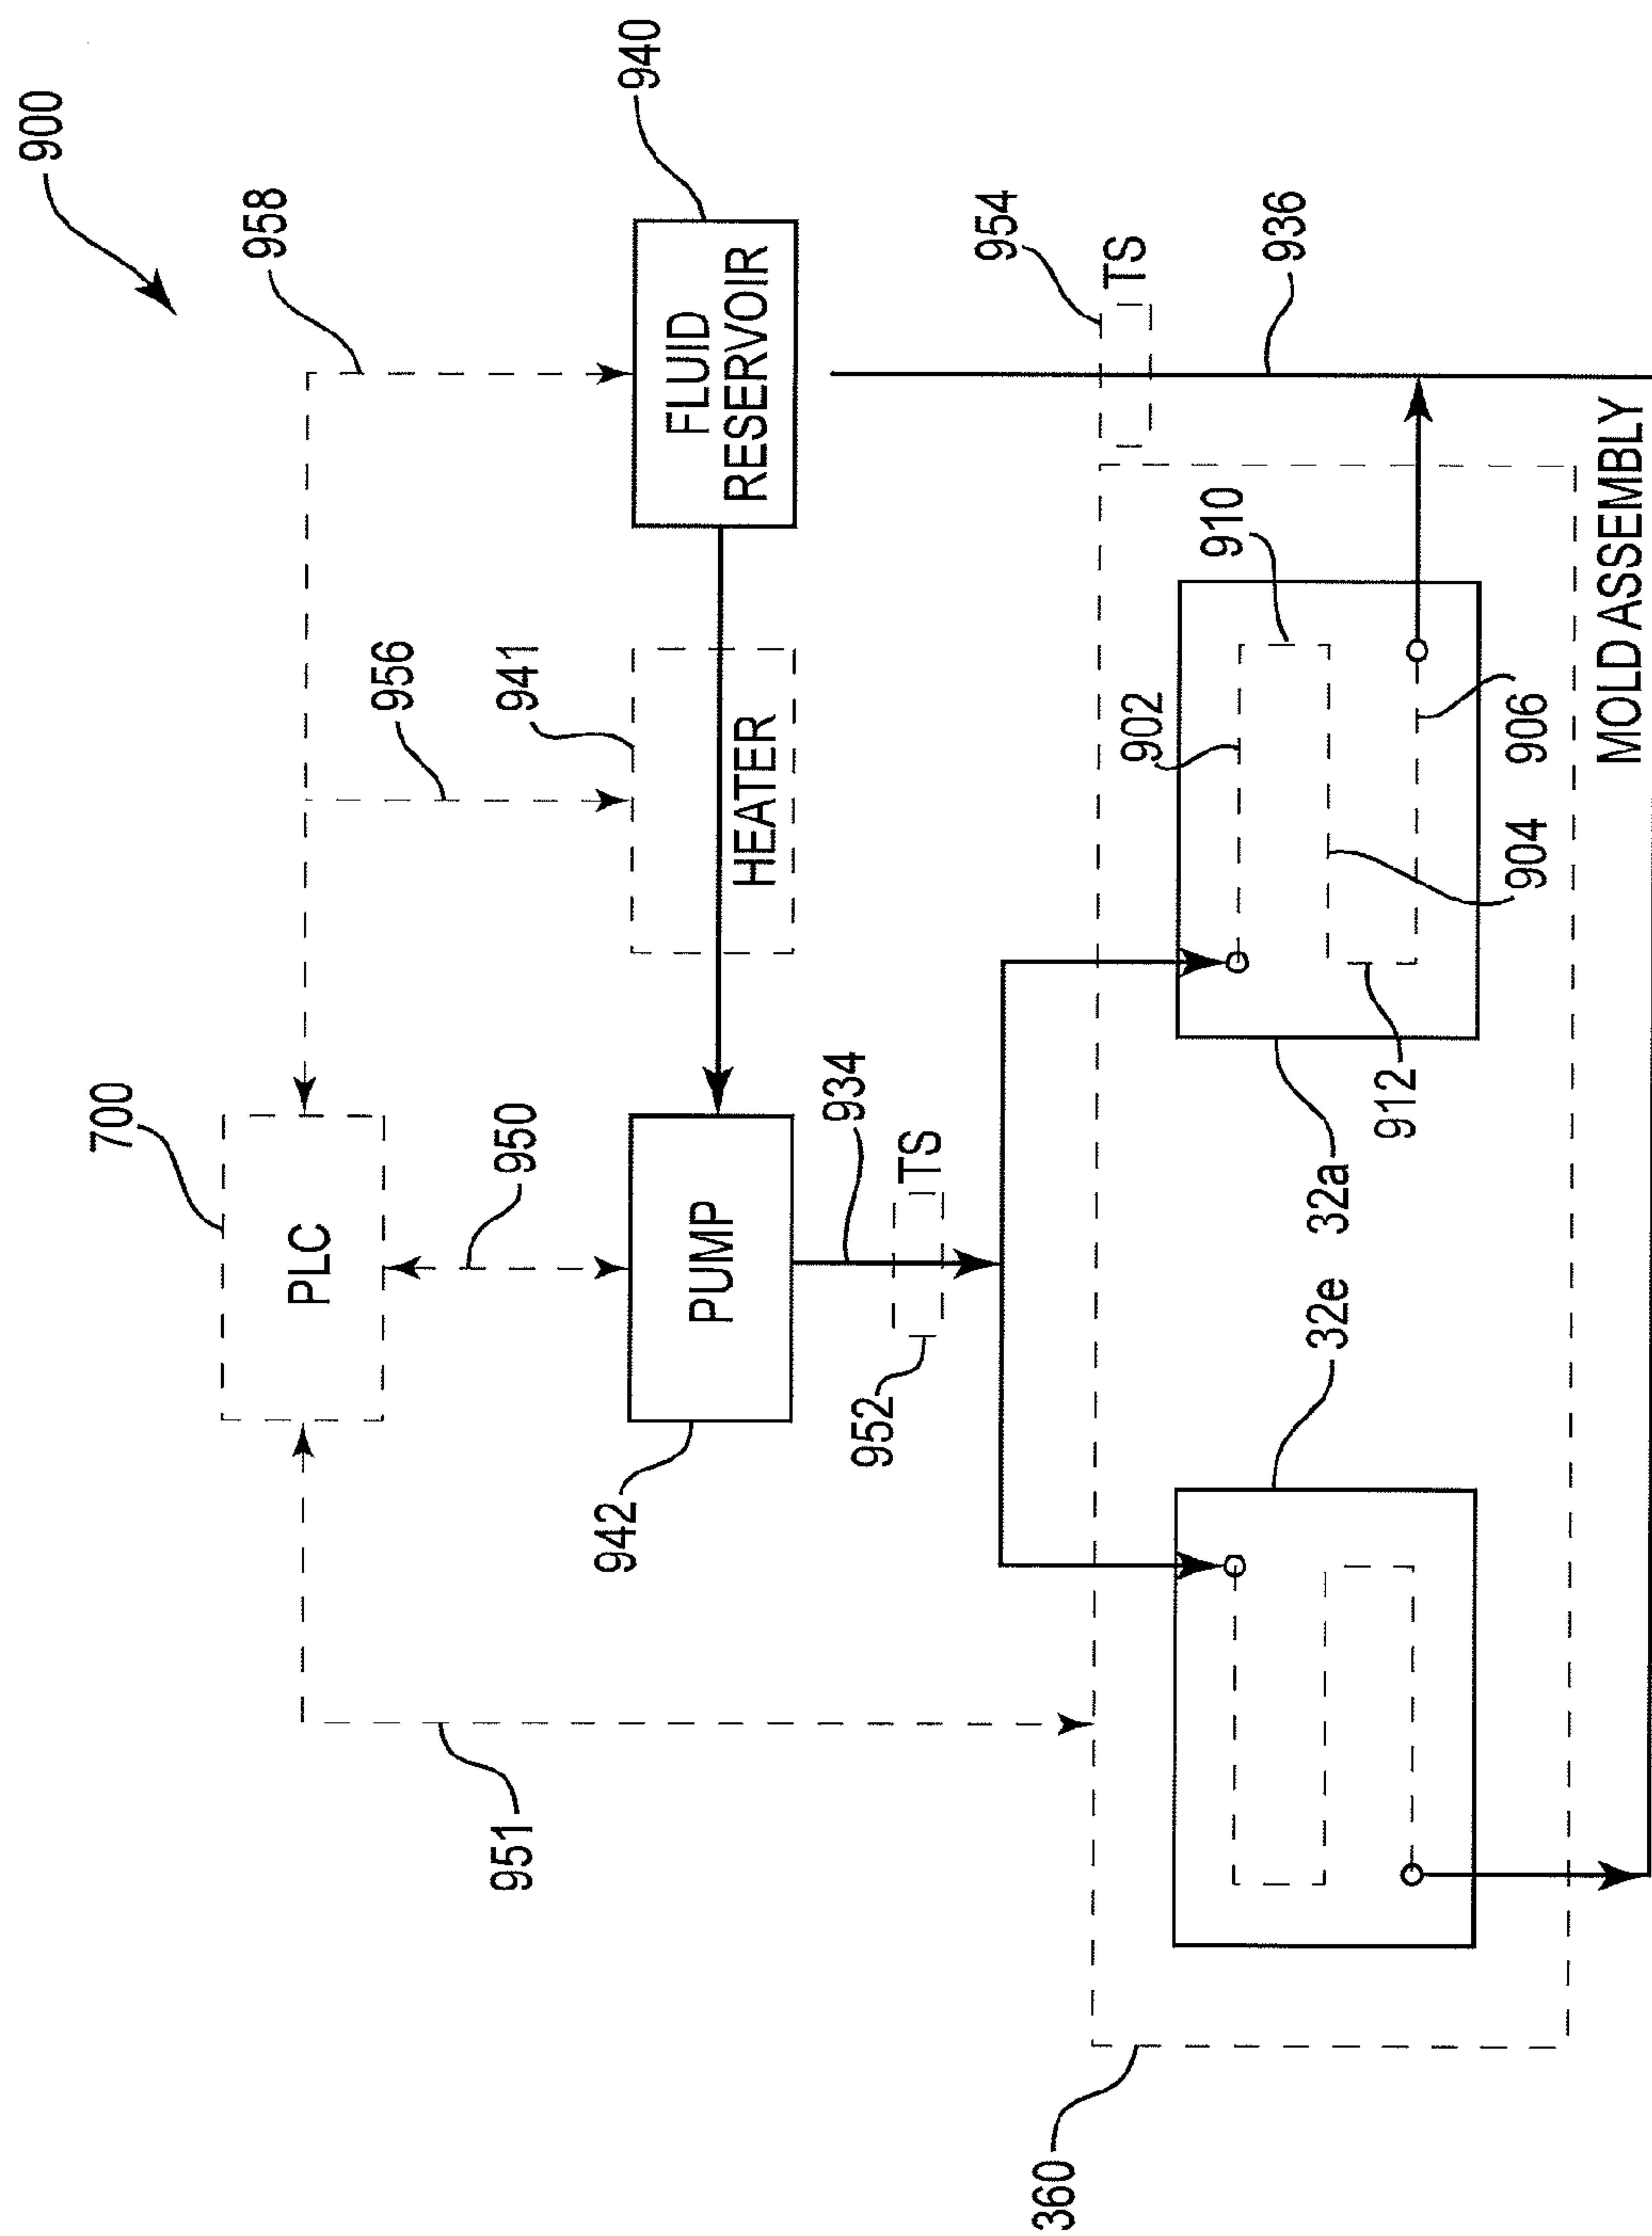 900
958
940
956
941
FLUID
RESERVOIR
HEATER
700
PLC
950
951
PUMP
942
934
952
TS
954
TS
936
902
910
904
906
912
32a
32e
360
MOLD ASSEMBLY